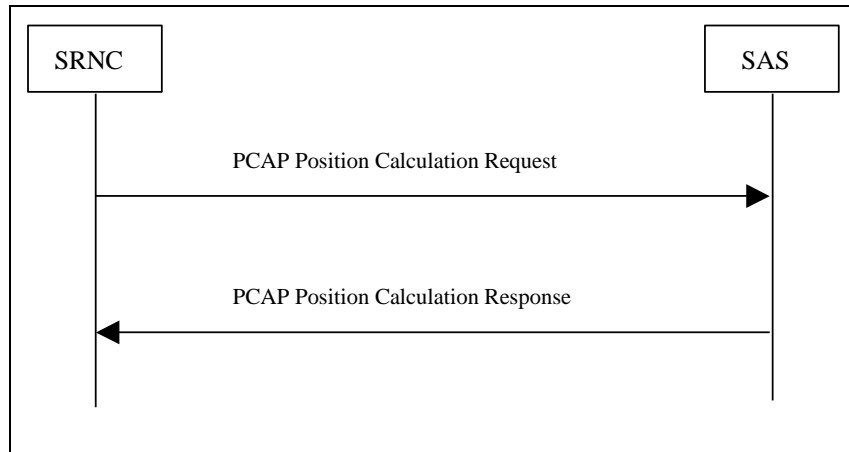 SRNC
SAS
PCAP Position Calculation Request
PCAP Position Calculation Response